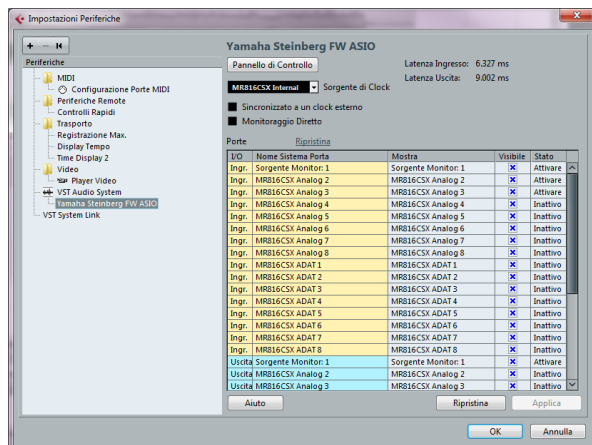 Impostazioni Periferiche
Periferiche
MIDI
Configurazione Porte MIDI
Periferiche Remote
Controlli Rapidi
Trasporto
Registrazione Max.
Display Tempo
Time Display 2
Video
Player Video
VST Audio System
Yamaha Steinberg FW ASIO
VST System Link
Yamaha Steinberg FW ASIO
Pannello di Controllo
Latenza Ingresso: 6.327 ms
Latenza Uscita: 9.002 ms
MR816CSX Internal Sorgente di Clock
Sincronizzato a un clock esterno
Monitoraggio Diretto
Porte Ripristina
I/O Nome Sistema Porta Mostra Visibile Stato
Ingr. Sorgente Monitor: 1 Sorgente Monitor: 1 Attivare
Ingr. MR816CSX Analog 2 MR816CSX Analog 2 Attivare
Ingr. MR816CSX Analog 3 MR816CSX Analog 3 Attivare
Ingr. MR816CSX Analog 4 MR816CSX Analog 4 Inattivo
Ingr. MR816CSX Analog 5 MR816CSX Analog 5 Inattivo
Ingr. MR816CSX Analog 6 MR816CSX Analog 6 Inattivo
Ingr. MR816CSX Analog 7 MR816CSX Analog 7 Inattivo
Ingr. MR816CSX Analog 8 MR816CSX Analog 8 Inattivo
Ingr. MR816CSX ADAT 1 MR816CSX ADAT 1 Inattivo
Ingr. MR816CSX ADAT 2 MR816CSX ADAT 2 Inattivo
Ingr. MR816CSX ADAT 3 MR816CSX ADAT 3 Inattivo
Ingr. MR816CSX ADAT 4 MR816CSX ADAT 4 Inattivo
Ingr. MR816CSX ADAT 5 MR816CSX ADAT 5 Inattivo
Ingr. MR816CSX ADAT 6 MR816CSX ADAT 6 Inattivo
Ingr. MR816CSX ADAT 7 MR816CSX ADAT 7 Inattivo
Ingr. MR816CSX ADAT 8 MR816CSX ADAT 8 Inattivo
Uscita Sorgente Monitor: 1 Sorgente Monitor: 1 Attivare
Uscita MR816CSX Analog 2 MR816CSX Analog 2 Inattivo
Uscita MR816CSX Analog 3 MR816CSX Analog 3 Inattivo
Aiuto Ripristina Applica
OK Annulla